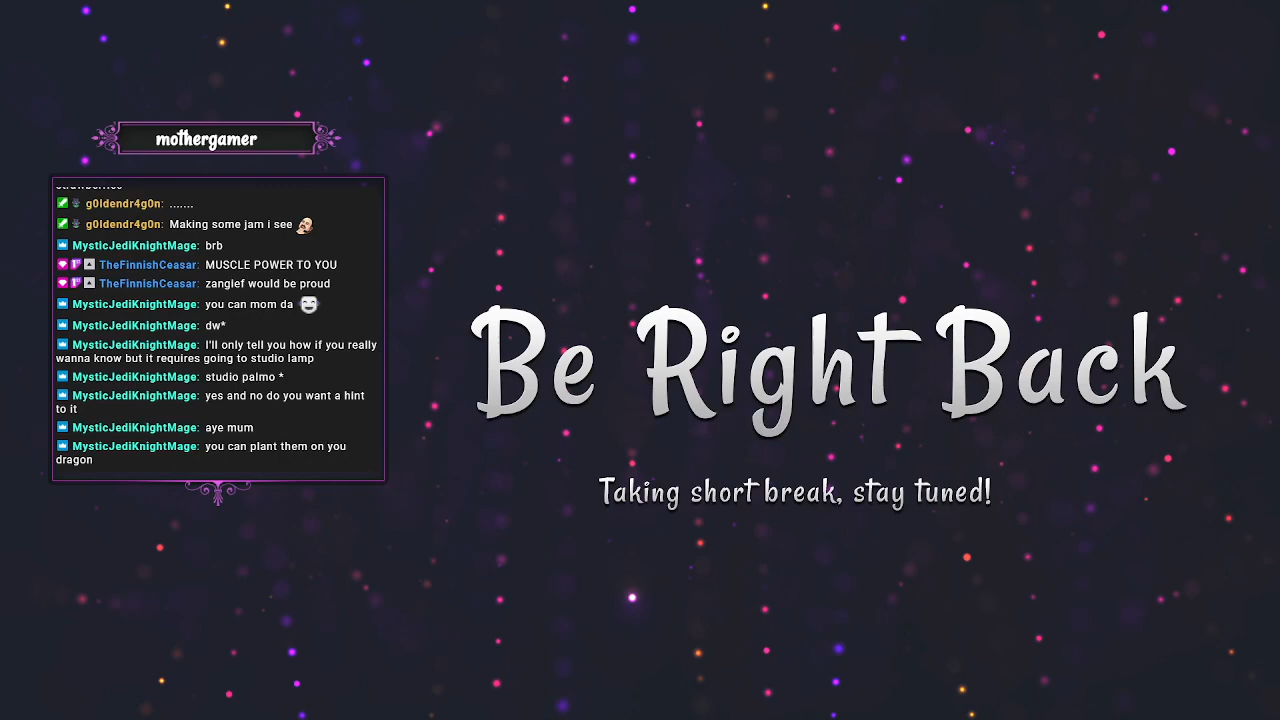 mothergamer
strawberries
g0ldendr4g0n: .......
g0ldendr4g0n: Making some jam i see
MysticJediKnightMage: brb
TheFinnishCeasar: MUSCLE POWER TO YOU
TheFinnishCeasar: zangief would be proud
MysticJediKnightMage: you can mom da
MysticJediKnightMage: dw*
MysticJediKnightMage: I'll only tell you how if you really
wanna know but it requires going to studio lamp
MysticJediKnightMage: studio palmo *
MysticJediKnightMage: yes and no do you want a hint
to it
MysticJediKnightMage: aye mum
MysticJediKnightMage: you can plant them on you
dragon
Be Right Back
Taking short break, stay tuned!